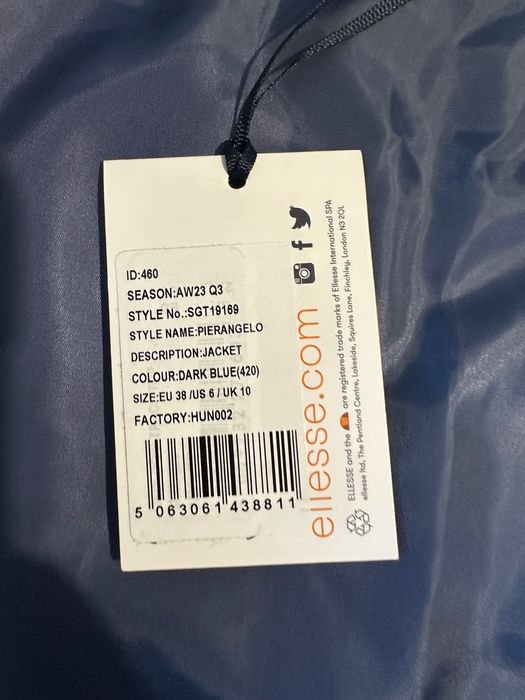 ID:460
SEASON:AW23 Q3
STYLE No.:SGT19169
STYLE NAME:PIERANGELO
DESCRIPTION:JACKET
COLOUR:DARK BLUE(420)
SIZE:EU 38 /US 6 / UK 10
FACTORY:HUN002
5 063061 438811
ellesse.com
ELLESSE and the are registered trade marks of Ellesse International SPA
ellesse ltd, The Pentland Centre, Lakeside, Squires Lane, Finchley, London N3 2QL